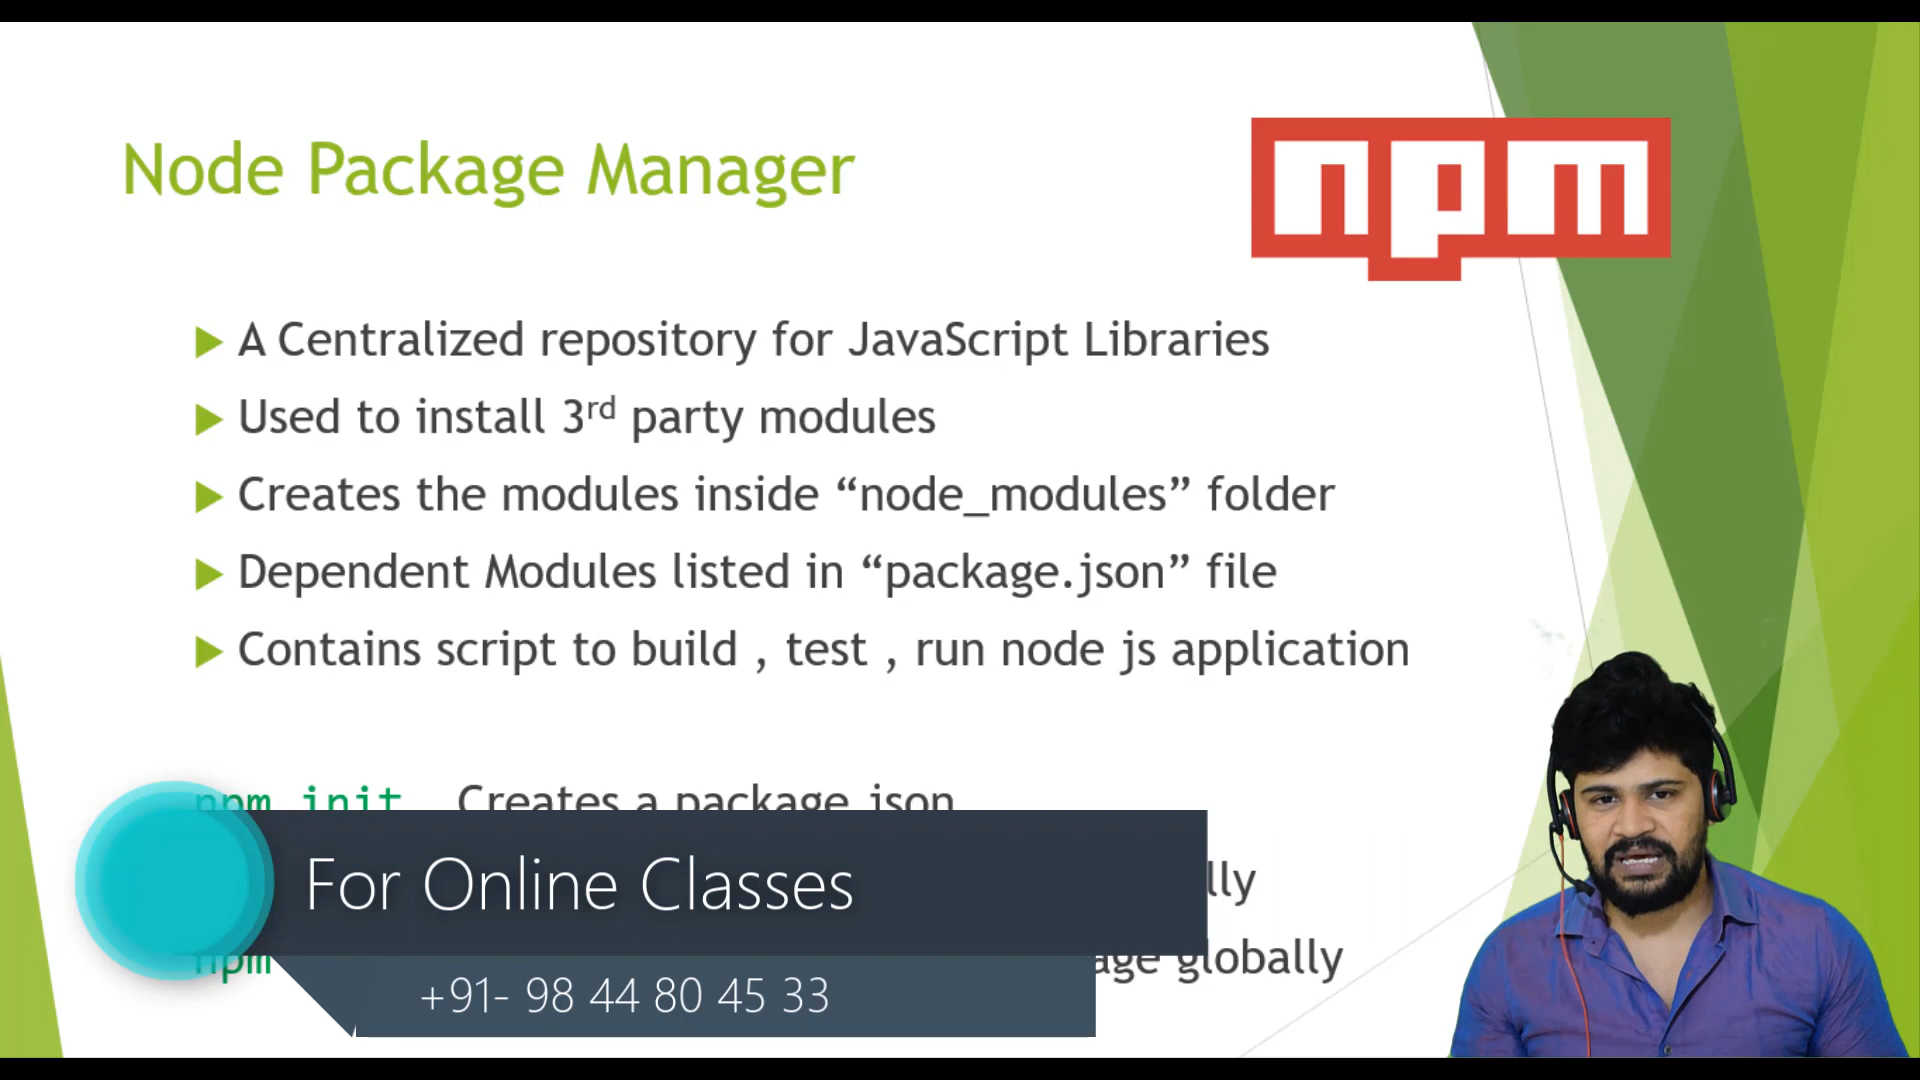 Node Package Manager
npm
A Centralized repository for JavaScript Libraries
Used to install 3rd party modules
Creates the modules inside “node_modules” folder
Dependent Modules listed in “package.json” file
Contains script to build , test , run node js application
npm init Creates a package.json
For Online Classes
lly
npm
age globally
+91- 98 44 80 45 33